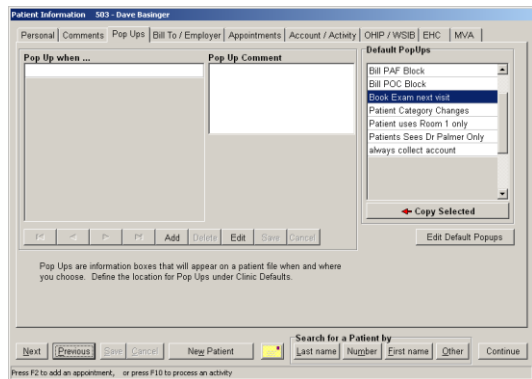 Patient Information   503 - Dave Basinger
Personal Comments Pop Ups Bill To / Employer Appointments Account / Activity OHIP / WSIB EHC MVA
Pop Up when ...
Pop Up Comment
Default PopUps
Bill PAF Block
Bill POC Block
Book Exam next visit
Patient Category Changes
Patient uses Room 1 only
Patients Sees Dr Palmer Only
always collect account
Copy Selected
Add Delete Edit Save Cancel
Edit Default Popups
Pop Ups are information boxes that will appear on a patient file when and where
you choose. Define the location for Pop Ups under Clinic Defaults.
Search for a Patient by
Next Previous Save Cancel New Patient Last name Number First name Other Continue
Press F2 to add an appointment, or press F10 to process an activity